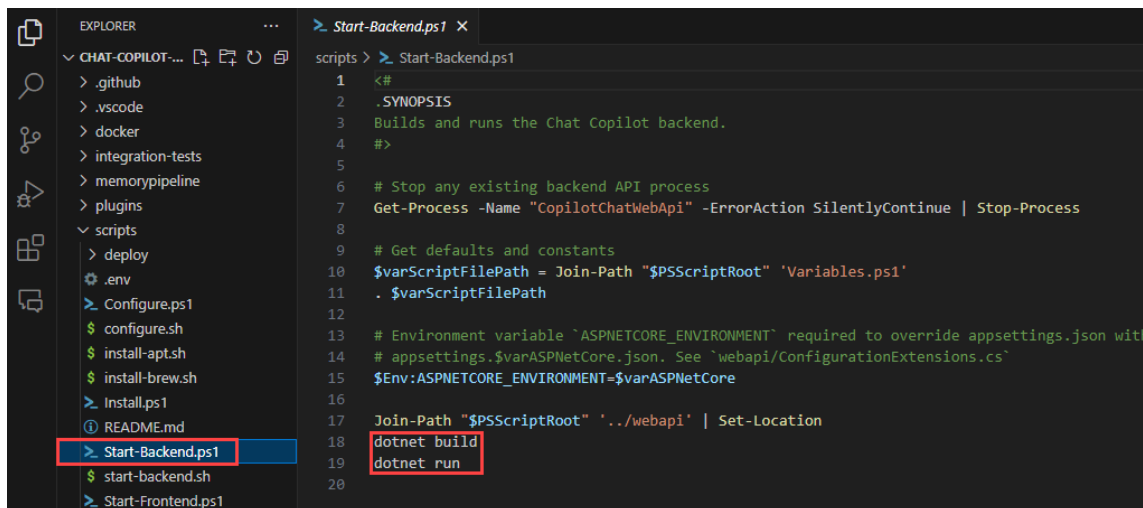 EXPLORER
CHAT-COPILOT-...
.github
.vscode
docker
integration-tests
memorypipeline
plugins
scripts
deploy
.env
Configure.ps1
configure.sh
install-apt.sh
install-brew.sh
Install.ps1
README.md
Start-Backend.ps1
start-backend.sh
Start-Frontend.ps1
Start-Backend.ps1
scripts > Start-Backend.ps1
1 <#
2 .SYNOPSIS
3 Builds and runs the Chat Copilot backend.
4 #>
5
6 # Stop any existing backend API process
7 Get-Process -Name "CopilotChatWebApi" -ErrorAction SilentlyContinue | Stop-Process
8
9 # Get defaults and constants
10 $varScriptFilePath = Join-Path "$PSScriptRoot" 'Variables.ps1'
11 . $varScriptFilePath
12
13 # Environment variable `ASPNETCORE_ENVIRONMENT` required to override appsettings.json wit
14 # appsettings.$varASPNetCore.json. See `webapi/ConfigurationExtensions.cs`
15 $Env:ASPNETCORE_ENVIRONMENT=$varASPNetCore
16
17 Join-Path "$PSScriptRoot" '../webapi' | Set-Location
18 dotnet build
19 dotnet run
20